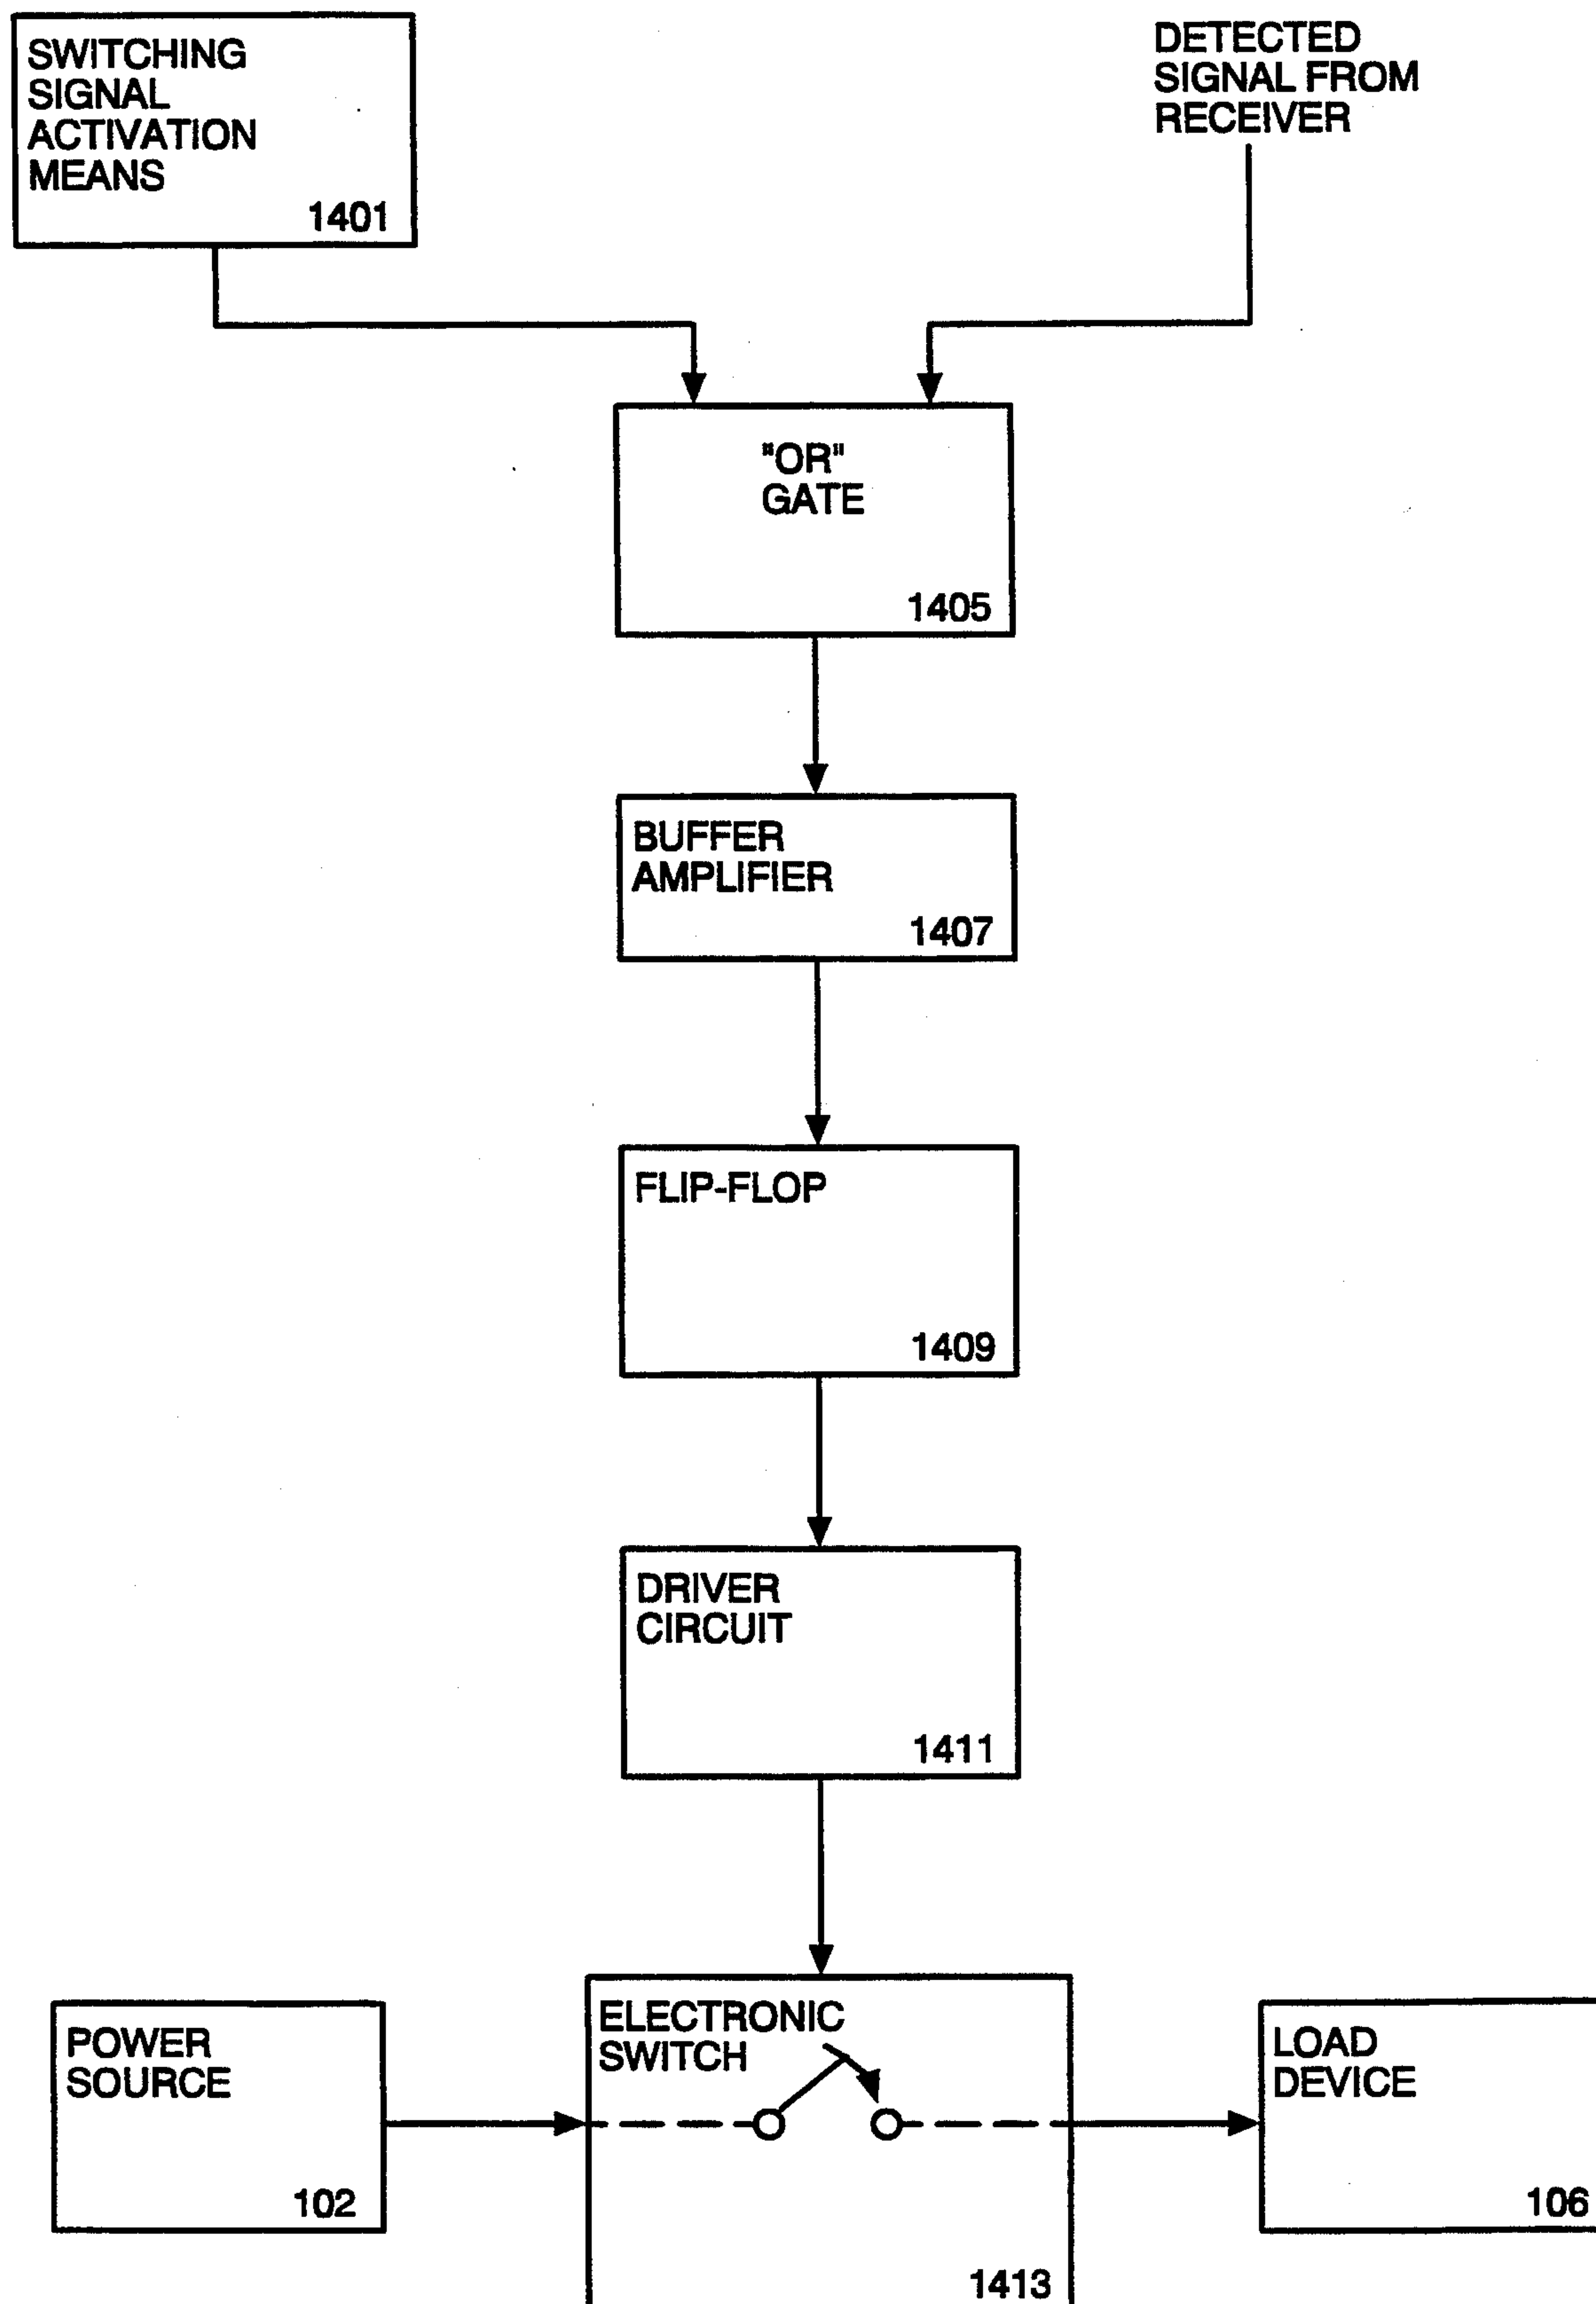 SWITCHING
SIGNAL
ACTIVATION
MEANS
1401
DETECTED
SIGNAL FROM
RECEIVER
"OR"
GATE
1405
BUFFER
AMPLIFIER
1407
FLIP-FLOP
1409
DRIVER
CIRCUIT
1411
POWER
SOURCE
102
ELECTRONIC
SWITCH
1413
LOAD
DEVICE
106